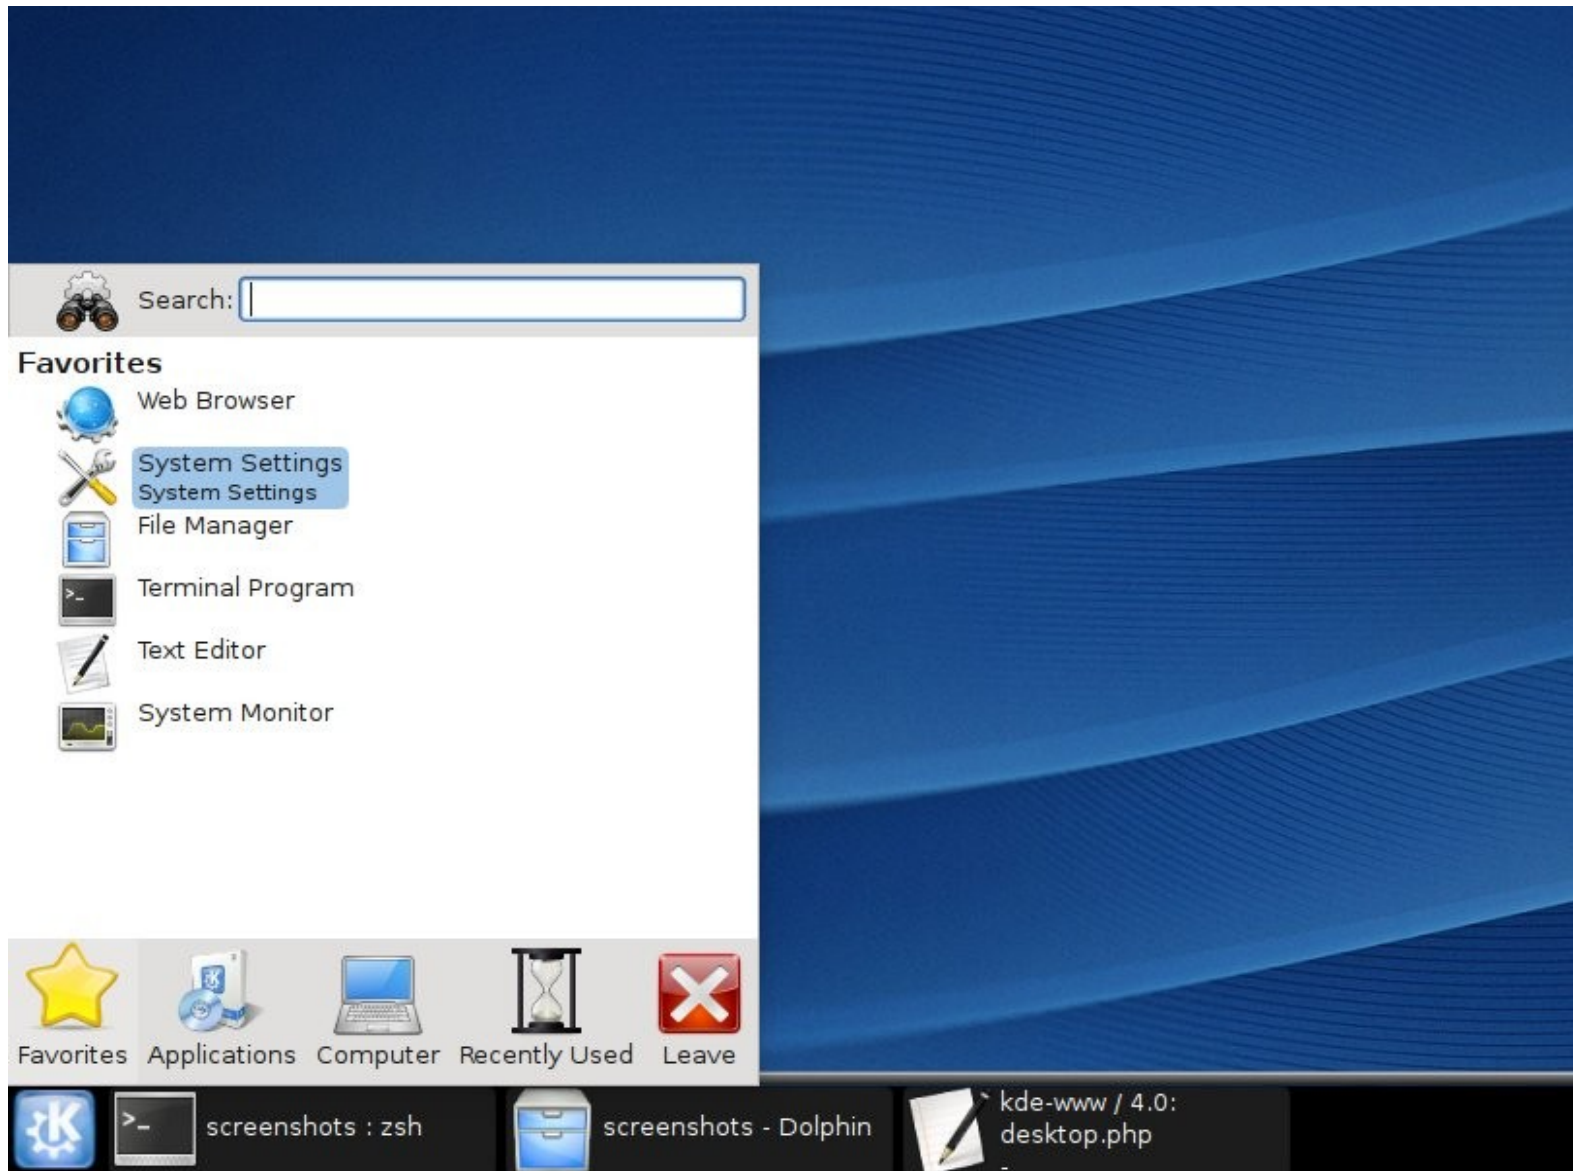 Search:
Favorites
Web Browser
System Settings
System Settings
File Manager
Terminal Program
Text Editor
System Monitor
Favorites Applications Computer Recently Used Leave
screenshots : zsh
screenshots - Dolphin
kde-www / 4.0:
desktop.php